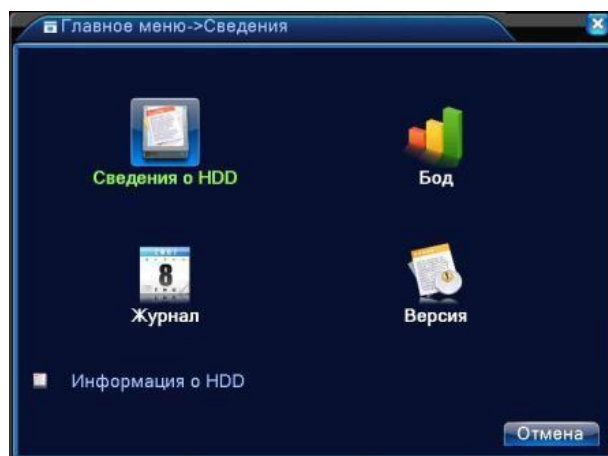 Главное меню->Сведения
Сведения о HDD
Бод
8
Журнал
Версия
Информация о HDD
Отмена